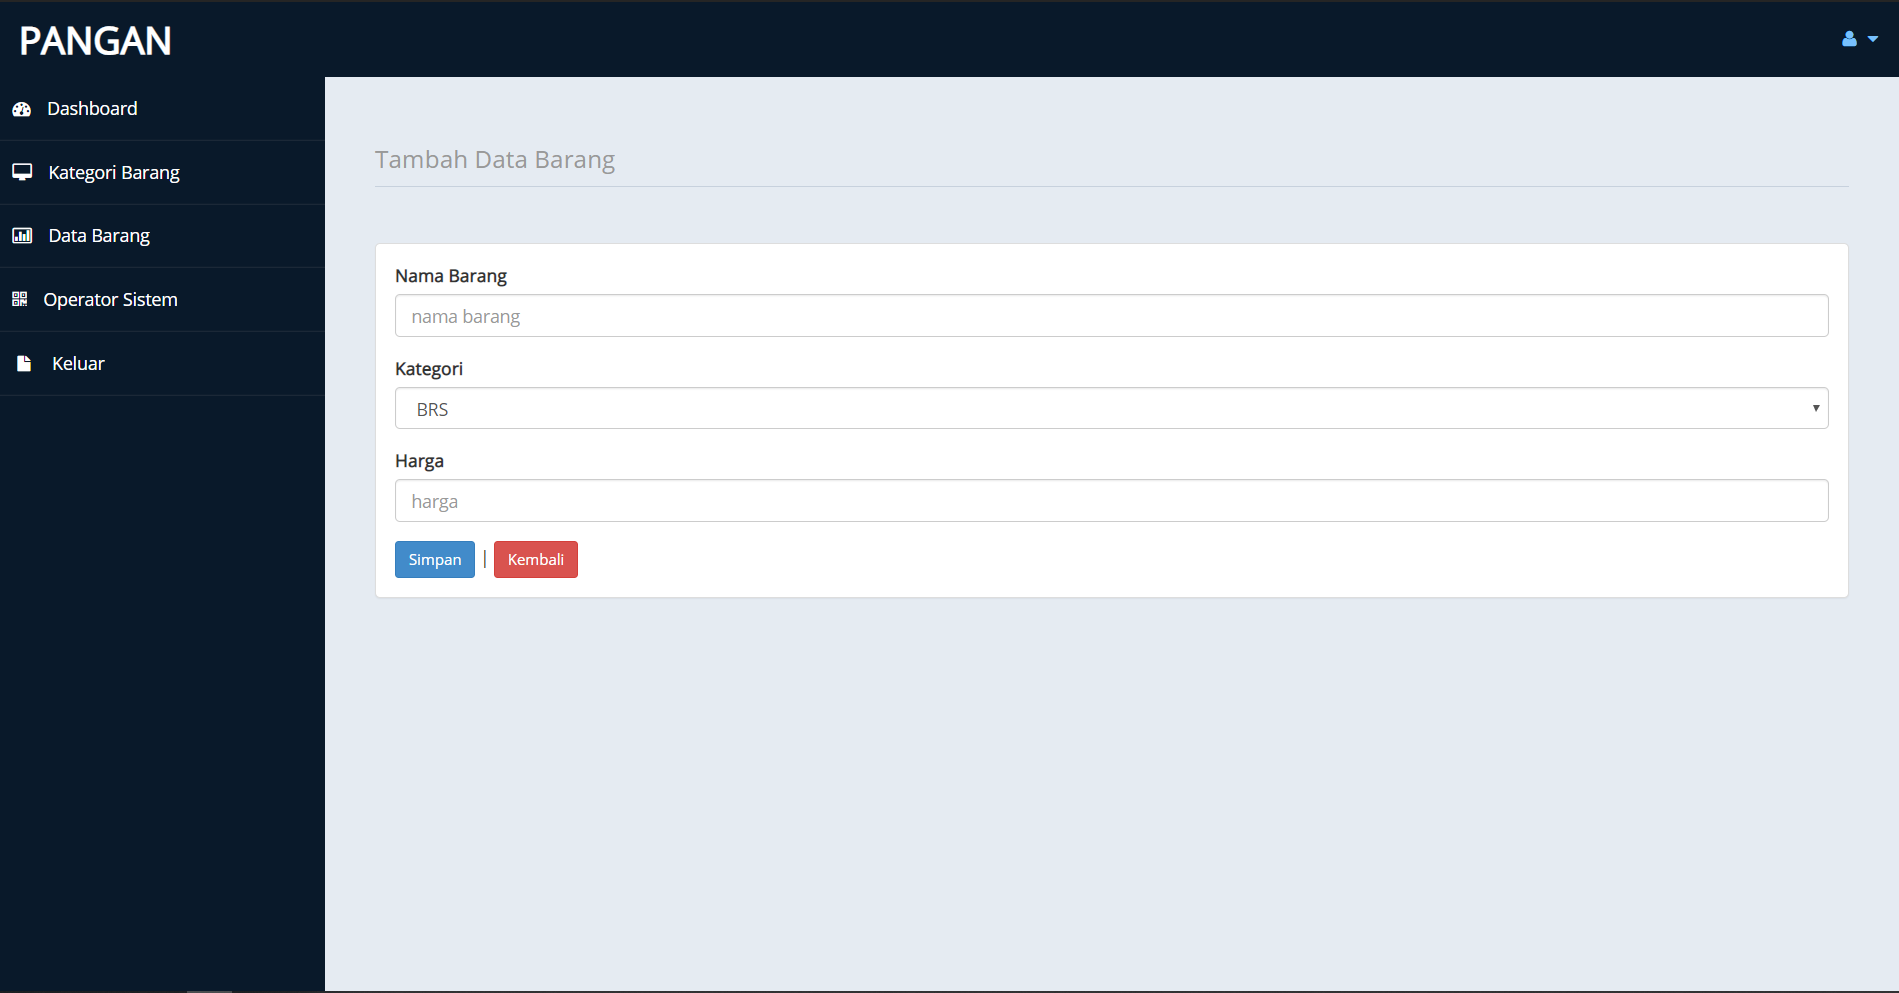 PANGAN
Dashboard
Kategori Barang
Data Barang
Operator Sistem
Keluar
Tambah Data Barang
Nama Barang
nama barang
Kategori
BRS
Harga
harga
Simpan | Kembali